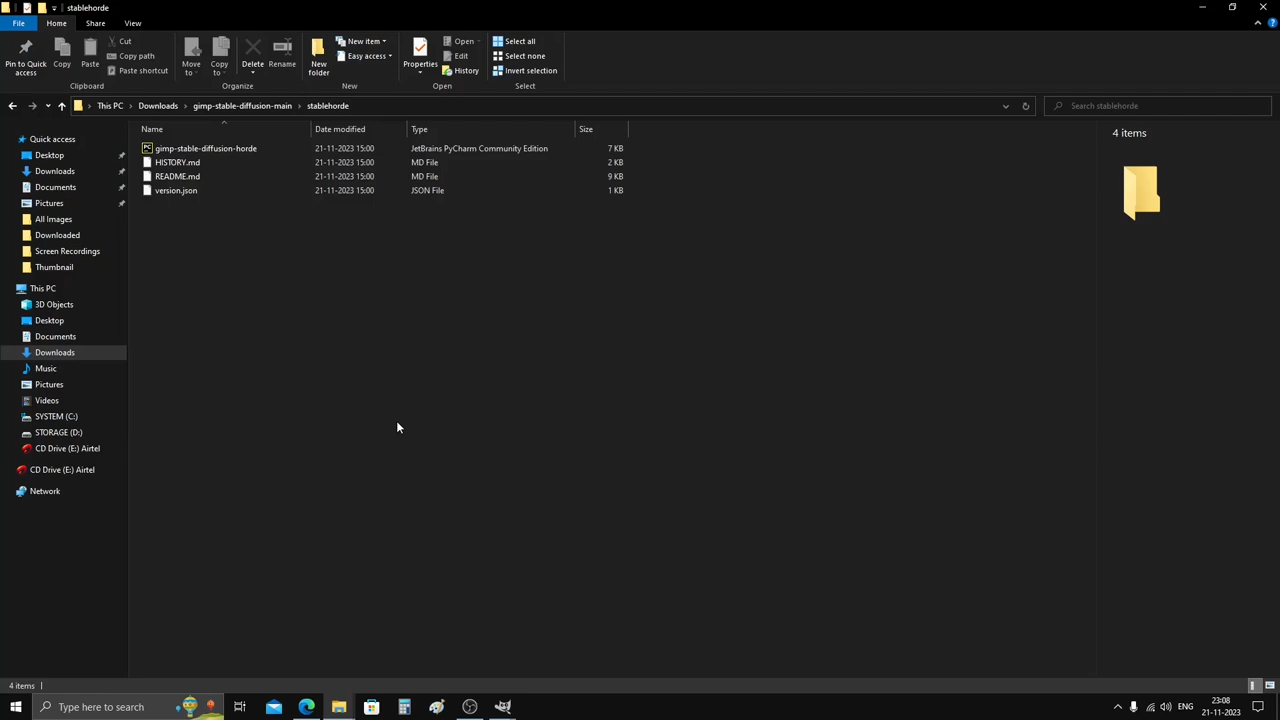 stablehorde
File
Home
Share
View
Pin to Quick access
Copy
Paste
Cut
Copy path
Paste shortcut
Clipboard
Move to
Copy to
Delete
Rename
Organize
New folder
New item
Easy access
New
Properties
Open
Edit
History
Open
Select all
Select none
Invert selection
Select
This PC > Downloads > gimp-stable-diffusion-main > stablehorde
Search stablehorde
Name Date modified Type Size
gimp-stable-diffusion-horde 21-11-2023 15:00 JetBrains PyCharm Community Edition 7 KB
HISTORY.md 21-11-2023 15:00 MD File 2 KB
README.md 21-11-2023 15:00 MD File 9 KB
version.json 21-11-2023 15:00 JSON File 1 KB
4 items
Quick access
Desktop
Downloads
Documents
Pictures
All Images
Downloaded
Screen Recordings
Thumbnail
This PC
3D Objects
Desktop
Documents
Downloads
Music
Pictures
Videos
SYSTEM (C:)
STORAGE (D:)
CD Drive (E:) Airtel
CD Drive (E:) Airtel
Network
4 items
Type here to search
ENG
23:08
21-11-2023